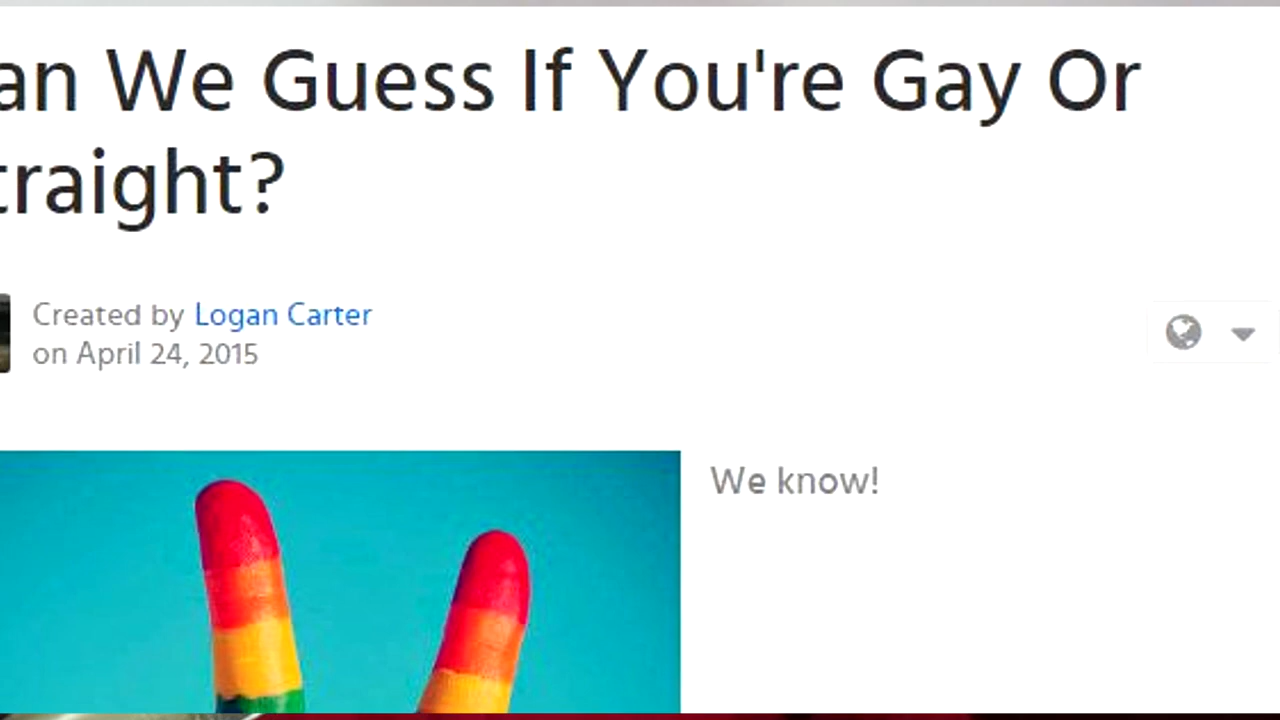 an We Guess If You're Gay Or
traight?
Created by Logan Carter
on April 24, 2015
We know!